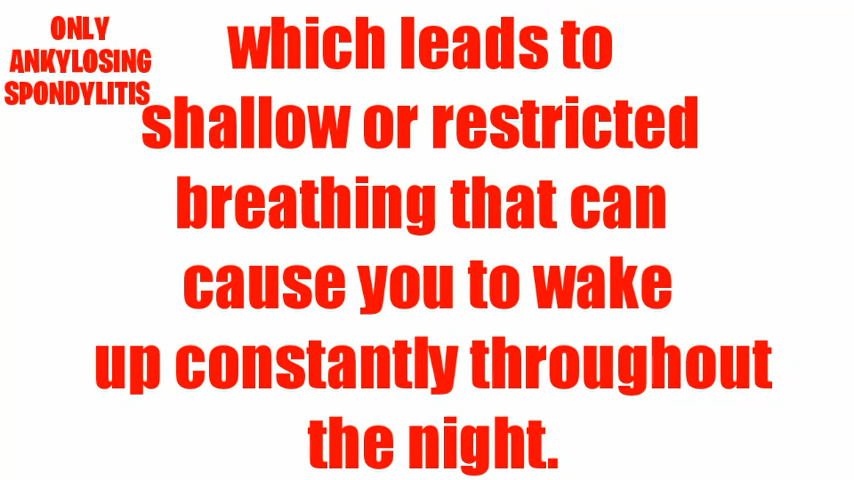 ONLY
ANKYLOSING
SPONDYLITIS
which leads to
shallow or restricted
breathing that can
cause you to wake
up constantly throughout
the night.